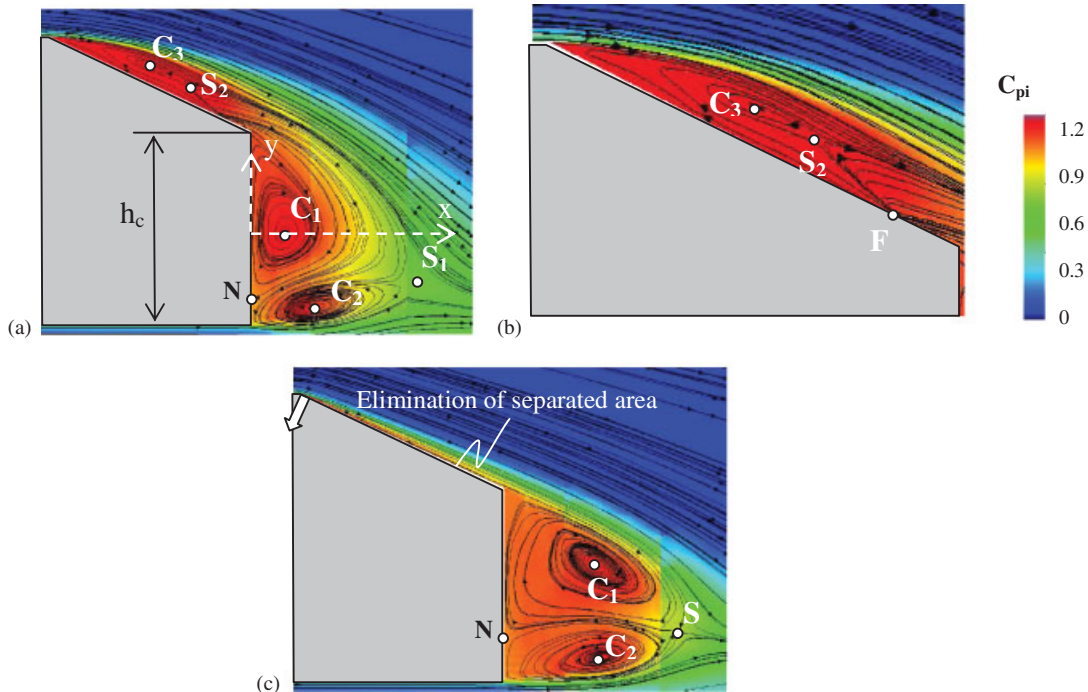 C3
S2
y
hc
C1
x
S1
N
C2
(a)
C3
S2
F
(b)
Cpi
1.2
0.9
0.6
0.3
0
Elimination of separated area
C1
S
N
C2
(c)